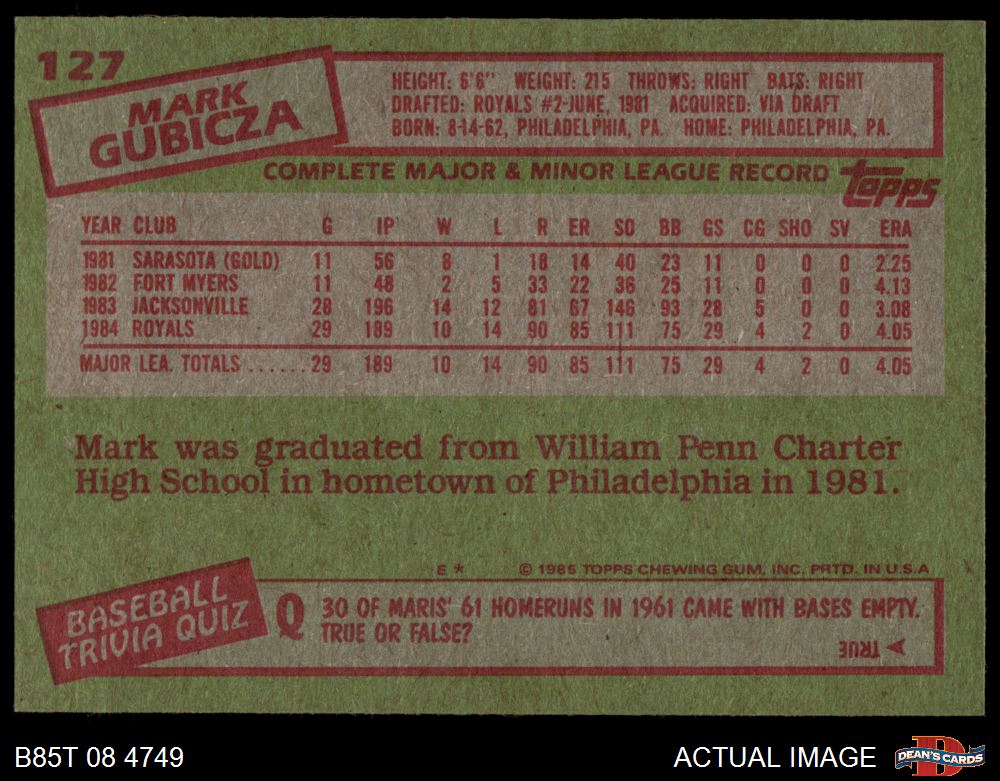 127
MARK
GUBICZA
HEIGHT: 6'6" WEIGHT: 215 THROWS: RIGHT BATS: RIGHT
DRAFTED: ROYALS #2-JUNE, 1981 ACQUIRED: VIA DRAFT
BORN: 8-14-62, PHILADELPHIA, PA. HOME: PHILADELPHIA, PA.
COMPLETE MAJOR & MINOR LEAGUE RECORD topps
YEAR CLUB G IP W L R ER SO BB GS CG SHO SV ERA
1981 SARASOTA (GOLD) 11 56 8 1 18 14 40 23 11 0 0 0 2.25
1982 FORT MYERS 11 48 2 5 33 22 36 25 11 0 0 0 4.13
1983 JACKSONVILLE 28 196 14 12 81 67 146 93 28 5 0 0 3.08
1984 ROYALS 29 189 10 14 90 85 111 75 29 4 2 0 4.05
MAJOR LEA. TOTALS ...... 29 189 10 14 90 85 111 75 29 4 2 0 4.05
Mark was graduated from William Penn Charter
High School in hometown of Philadelphia in 1981.
E * © 1985 TOPPS CHEWING GUM, INC. PRTD. IN U.S.A
BASEBALL
TRIVIA QUIZ
Q 30 OF MARIS' 61 HOMERUNS IN 1961 CAME WITH BASES EMPTY.
TRUE OR FALSE?
TRUE
B85T 08 4749
ACTUAL IMAGE
D
DEAN'S CARDS